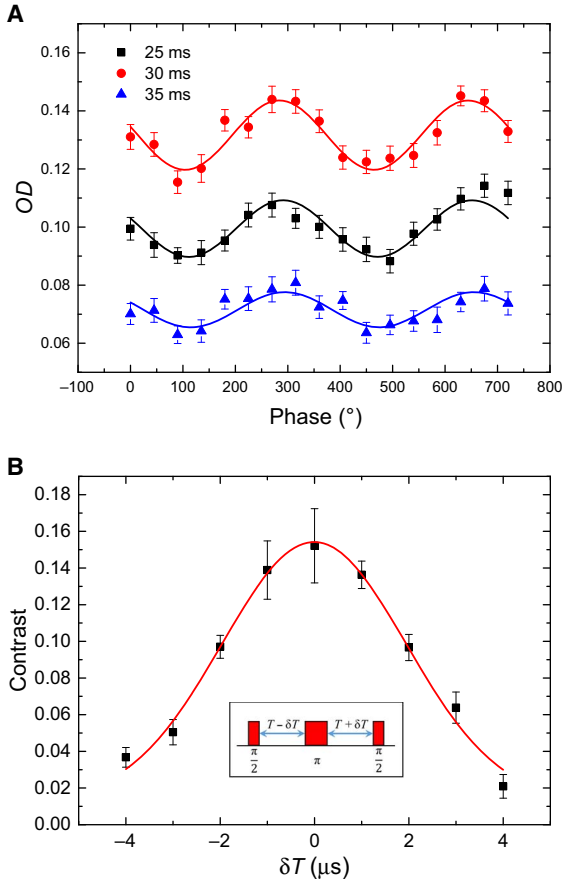 A
0.16
0.14
0.12
0.10
0.08
0.06
OD
25 ms
30 ms
35 ms
–100 0 100 200 300 400 500 600 700 800
Phase (°)
B
0.18
0.16
0.14
0.12
0.10
0.08
0.06
0.04
0.02
0.00
Contrast
T – δT
T + δT
π/2
π
π/2
–4 –2 0 2 4
δT (μs)